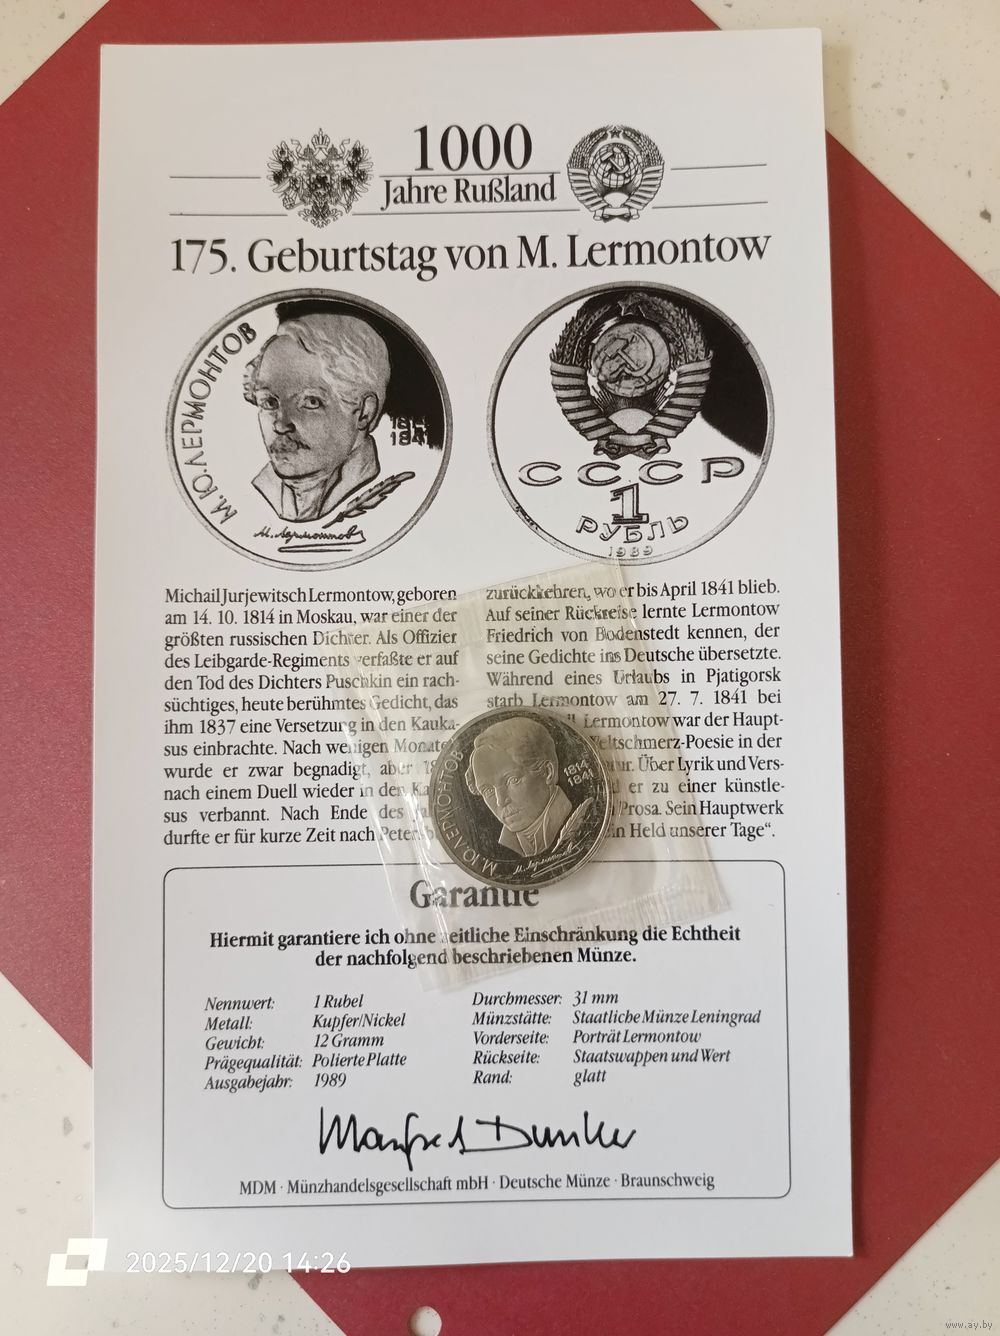 1000
Jahre Rußland
175. Geburtstag von M. Lermontow
М.Ю.ЛЕРМОНТОВ
1814
1841
М. Лермонтов
СССР
1
РУБЛЬ
1989
Michail Jurjewitsch Lermontow, geboren
am 14. 10. 1814 in Moskau, war einer der
größten russischen Dichter. Als Offizier
des Leibgarde-Regiments verfaßte er auf
den Tod des Dichters Puschkin ein rach-
süchtiges, heute berühmtes Gedicht, das
ihm 1837 eine Versetzung in den Kauka-
sus einbrachte. Nach wenigen Monaten
wurde er zwar begnadigt, aber
nach einem Duell wieder in den
sus verbannt. Nach Ende des
durfte er für kurze Zeit nach
zurückkehren, wo er bis April 1841 blieb.
Auf seiner Rückreise lernte Lermontow
Friedrich von Bodenstedt kennen, der
seine Gedichte ins Deutsche übersetzte.
Während eines Urlaubs in Pjatigorsk
starb Lermontow am 27. 7. 1841 bei
Lermontow war der Haupt-
Weltschmerz-Poesie in der
Über Lyrik und Vers-
er zu einer künstle-
Prosa. Sein Hauptwerk
Held unserer Tage“.
М.Ю.ЛЕРМОНТОВ
1814
1841
М. Лермонтов
Garantie
Hiermit garantiere ich ohne zeitliche Einschränkung die Echtheit
der nachfolgend beschriebenen Münze.
Nennwert: 1 Rubel
Metall: Kupfer/Nickel
Gewicht: 12 Gramm
Prägequalität: Polierte Platte
Ausgabejahr: 1989
Durchmesser: 31 mm
Münzstätte: Staatliche Münze Leningrad
Vorderseite: Porträt Lermontow
Rückseite: Staatswappen und Wert
Rand: glatt
Manfred Dunker
MDM · Münzhandelsgesellschaft mbH · Deutsche Münze · Braunschweig
2025/12/20 14:26
www.ay.by